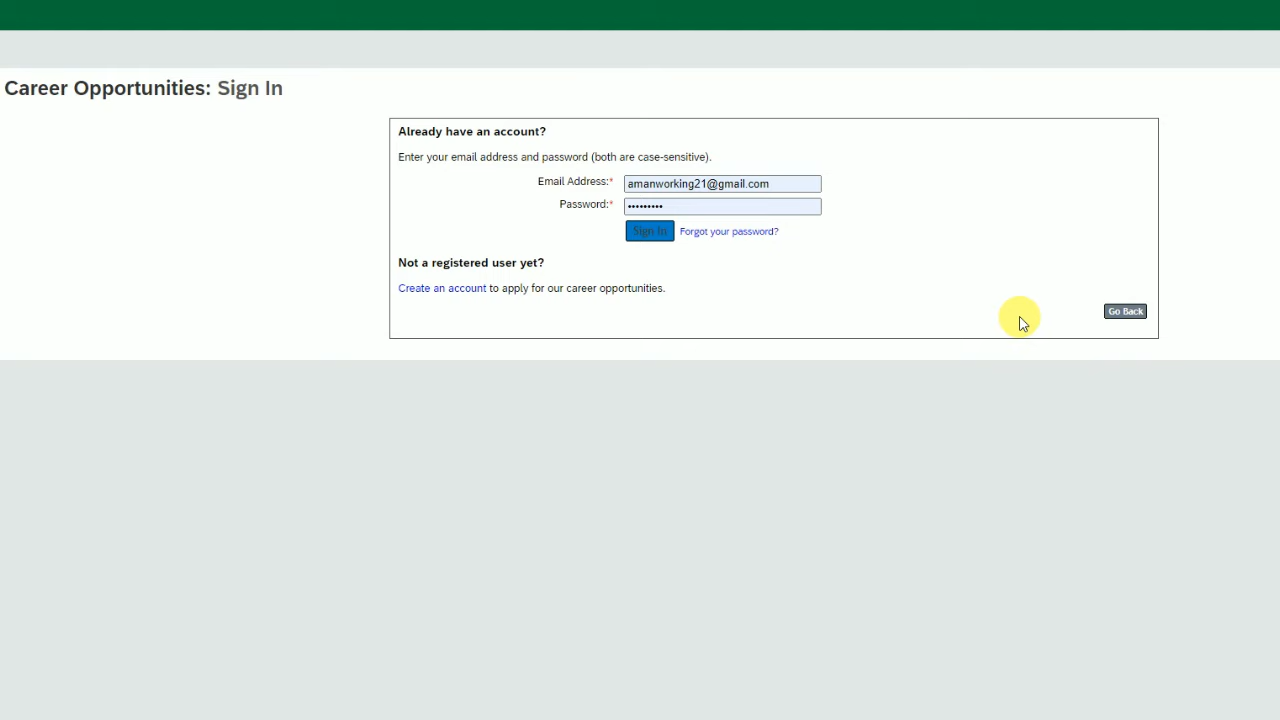 Career Opportunities: Sign In
Already have an account?
Enter your email address and password (both are case-sensitive).
Email Address:* amanworking21@gmail.com
Password:* •••••••••
Sign In Forgot your password?
Not a registered user yet?
Create an account to apply for our career opportunities.
Go Back